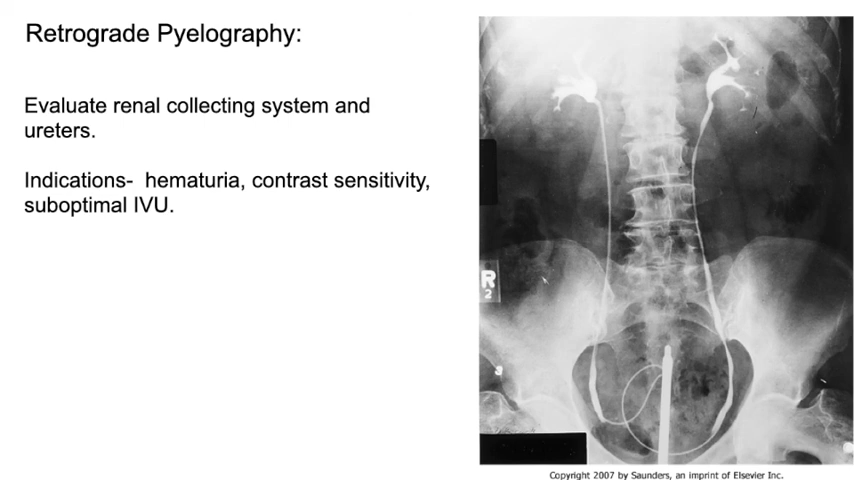 Retrograde Pyelography:
Evaluate renal collecting system and
ureters.
Indications-  hematuria, contrast sensitivity,
suboptimal IVU.
R
2
Copyright 2007 by Saunders, an imprint of Elsevier Inc.